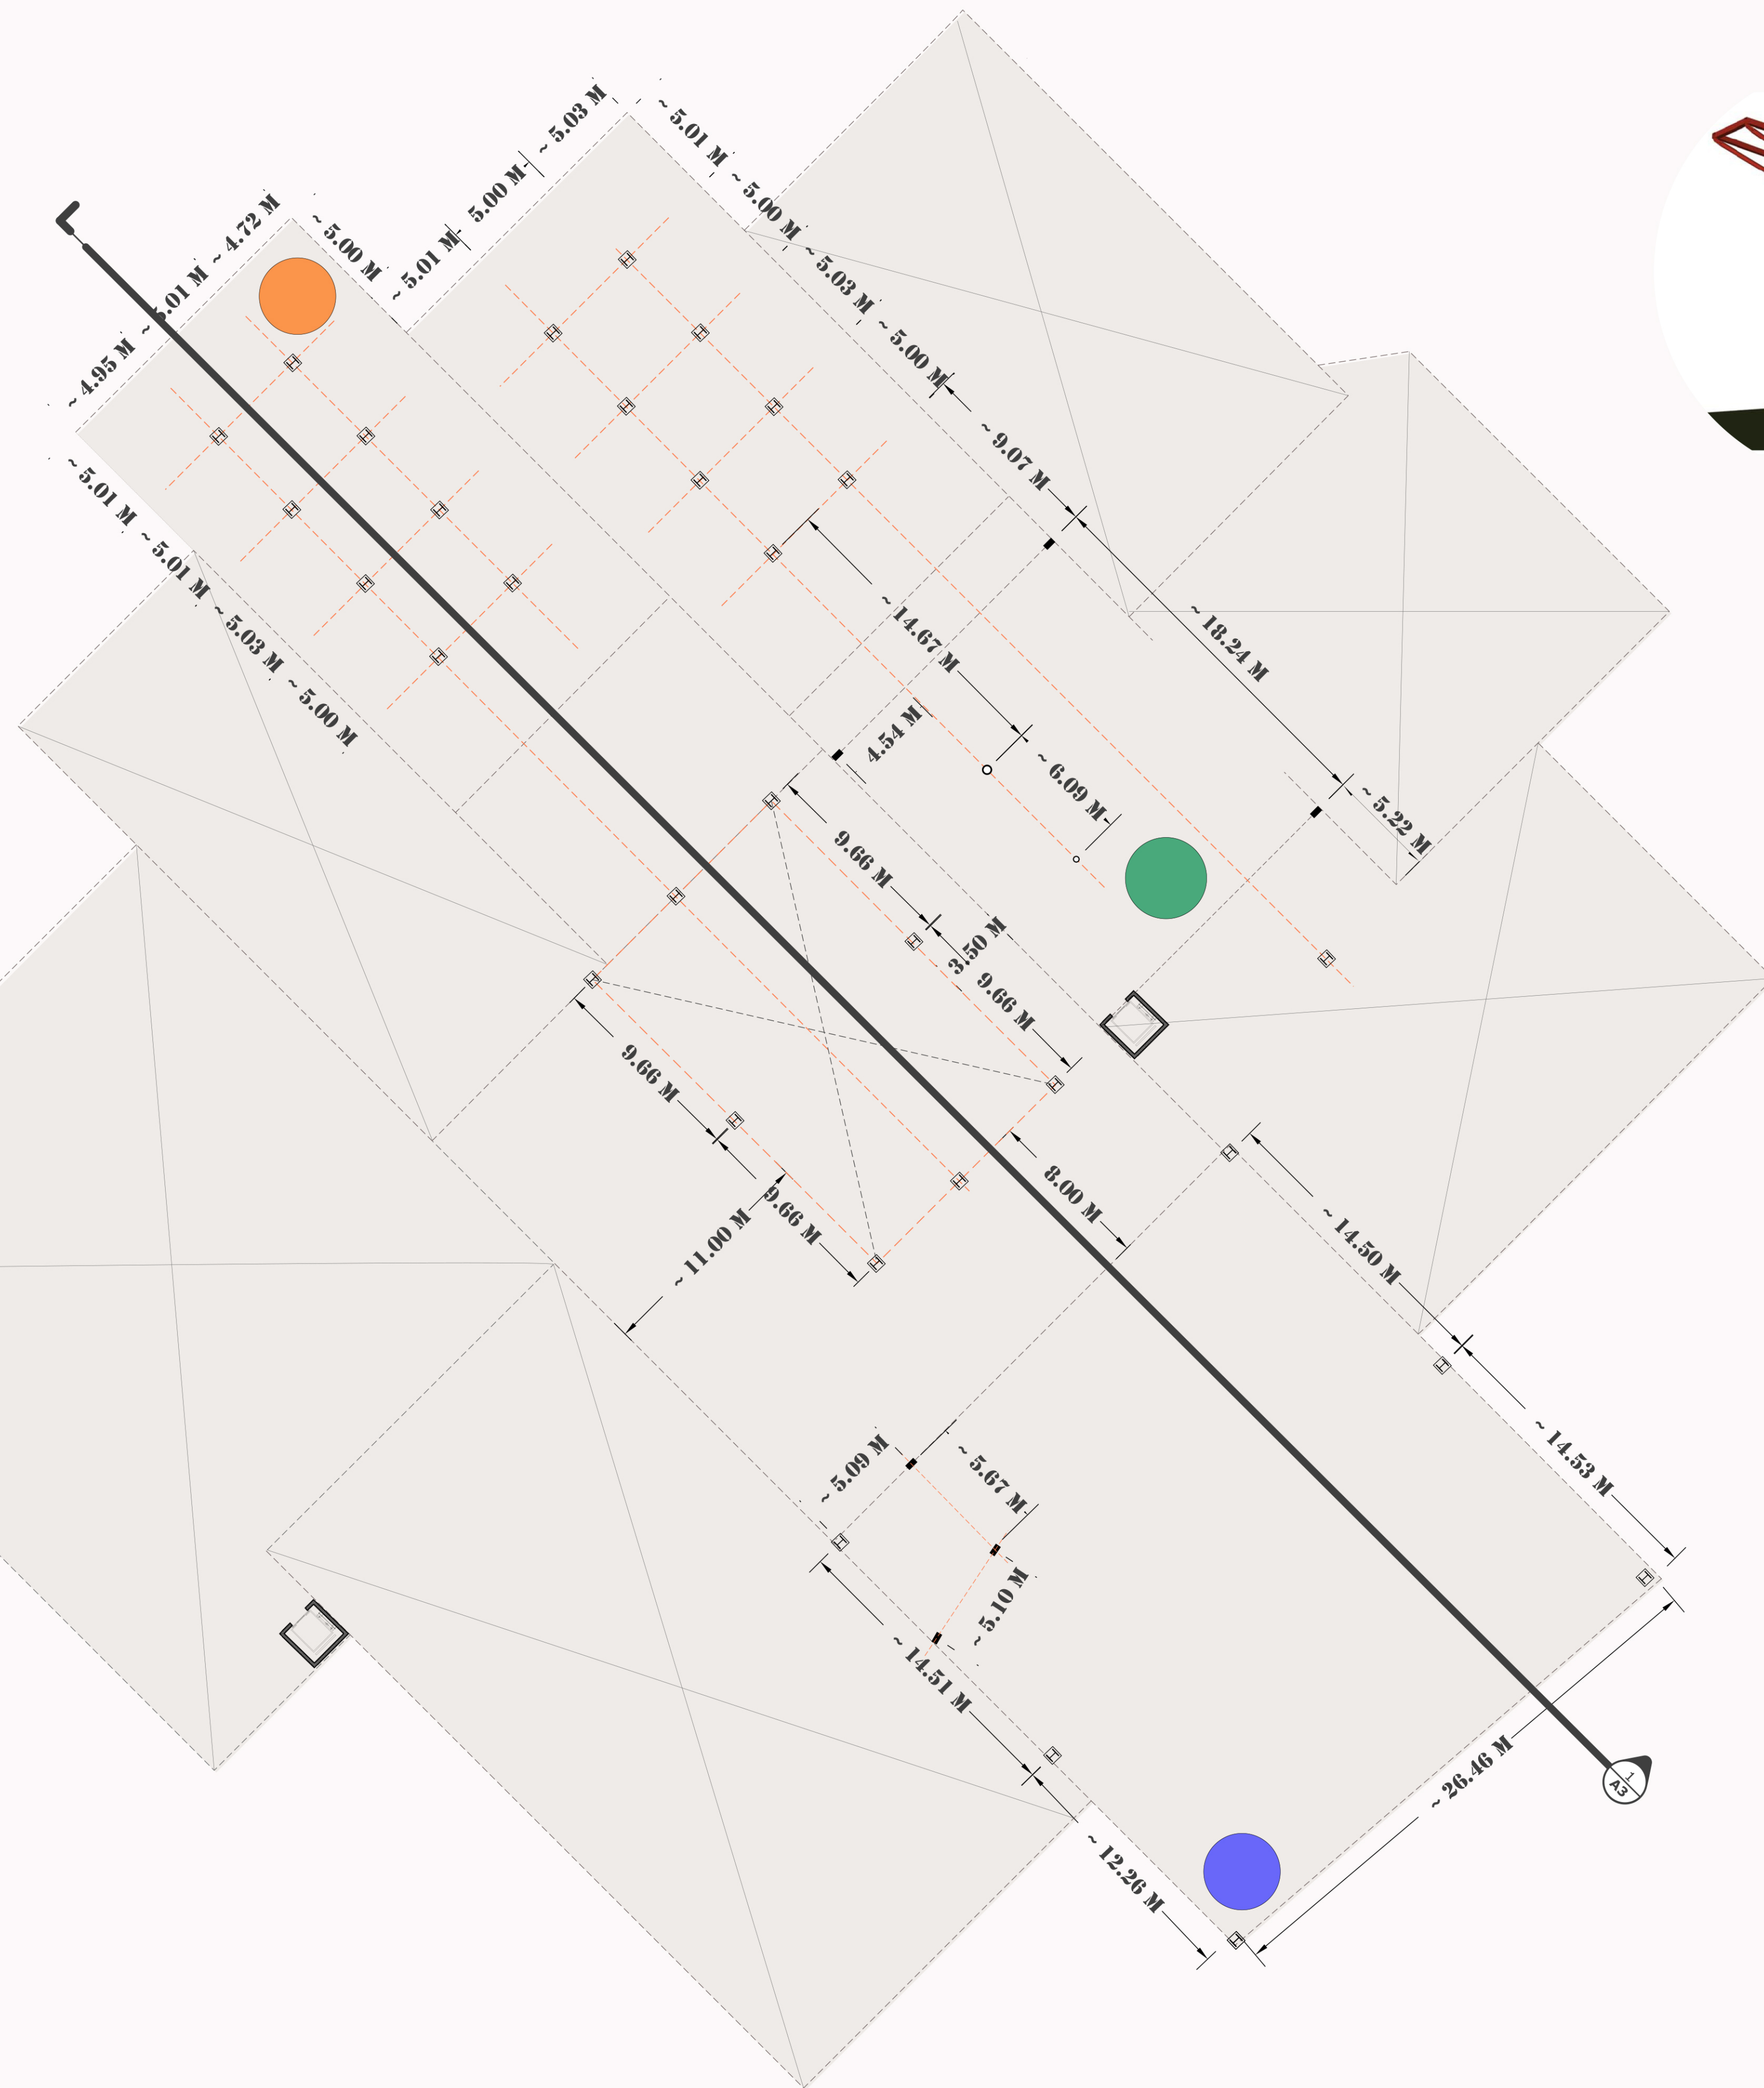 ~ 5.03 M
~ 5.00 M
~ 5.01 M
~ 5.01 M
~ 5.00 M
~ 5.03 M
~ 5.00 M
~ 9.07 M
~ 18.24 M
~ 5.22 M
~ 4.72 M
~ 5.01 M
~ 4.95 M
~ 5.00 M
~ 5.01 M
~ 5.01 M
~ 5.03 M
~ 5.00 M
~ 14.67 M
~ 6.09 M
4.54 M
9.66 M
3.50 M
9.66 M
9.66 M
9.66 M
~ 11.00 M
8.00 M
~ 14.50 M
~ 14.53 M
~ 5.09 M
~ 5.67 M
~ 5.10 M
~ 14.51 M
~ 12.26 M
~ 26.46 M
1
A3